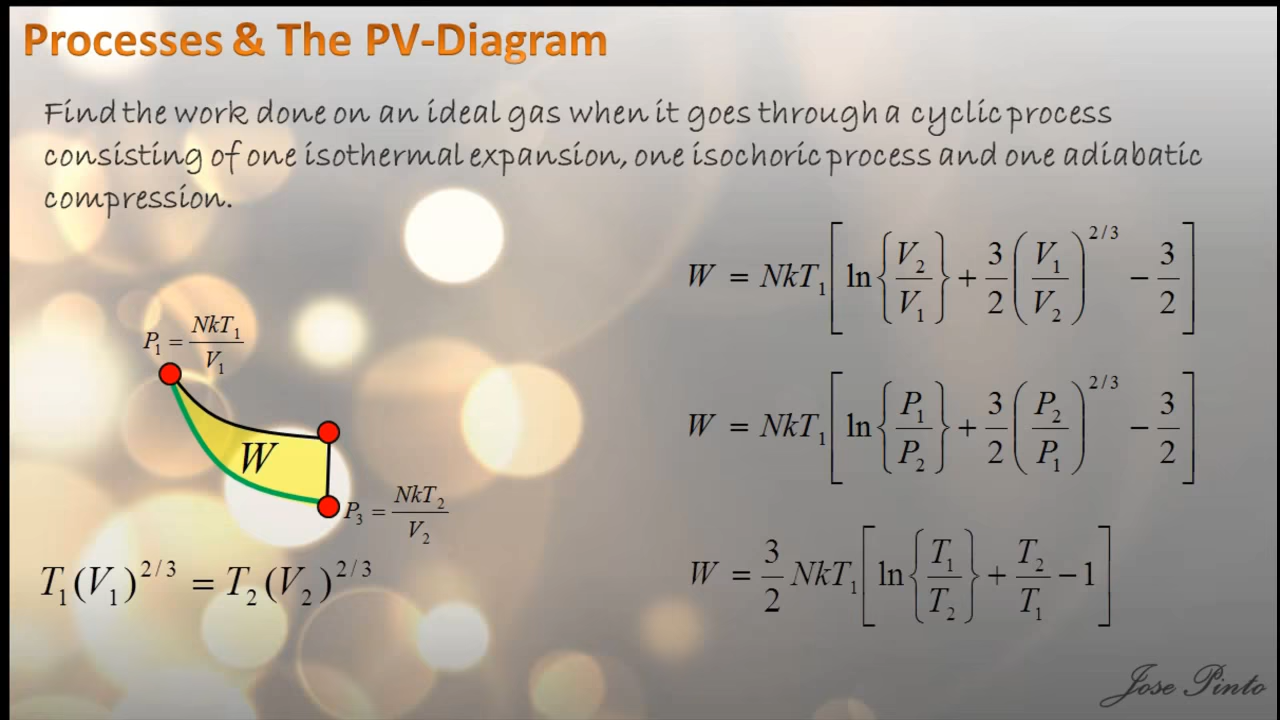 Processes & The PV-Diagram
Find the work done on an ideal gas when it goes through a cyclic process
consisting of one isothermal expansion, one isochoric process and one adiabatic
compression.
P₁ = NkT₁/V₁
W
P₃ = NkT₂/V₂
T₁(V₁)^{2/3} = T₂(V₂)^{2/3}
W = NkT₁[ln{V₂/V₁} + 3/2(V₁/V₂)^{2/3} − 3/2]
W = NkT₁[ln{P₁/P₂} + 3/2(P₂/P₁)^{2/3} − 3/2]
W = 3/2 NkT₁[ln{T₁/T₂} + T₂/T₁ − 1]
Jose Pinto